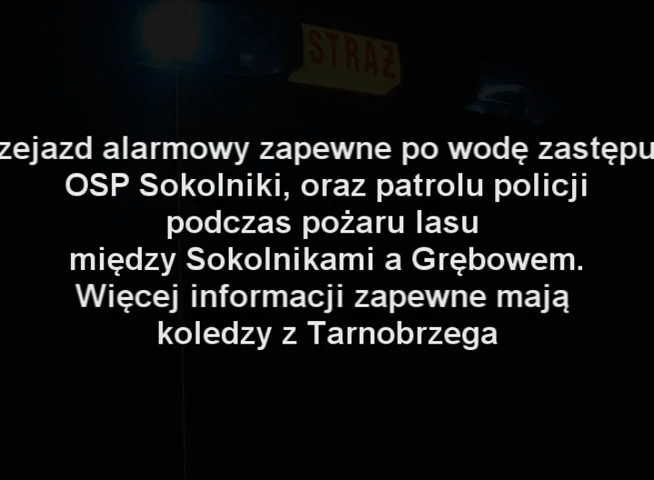 STRAŻ
zejazd alarmowy zapewne po wodę zastępu
OSP Sokolniki, oraz patrolu policji
podczas pożaru lasu
między Sokolnikami a Grębowem.
Więcej informacji zapewne mają
koledzy z Tarnobrzega